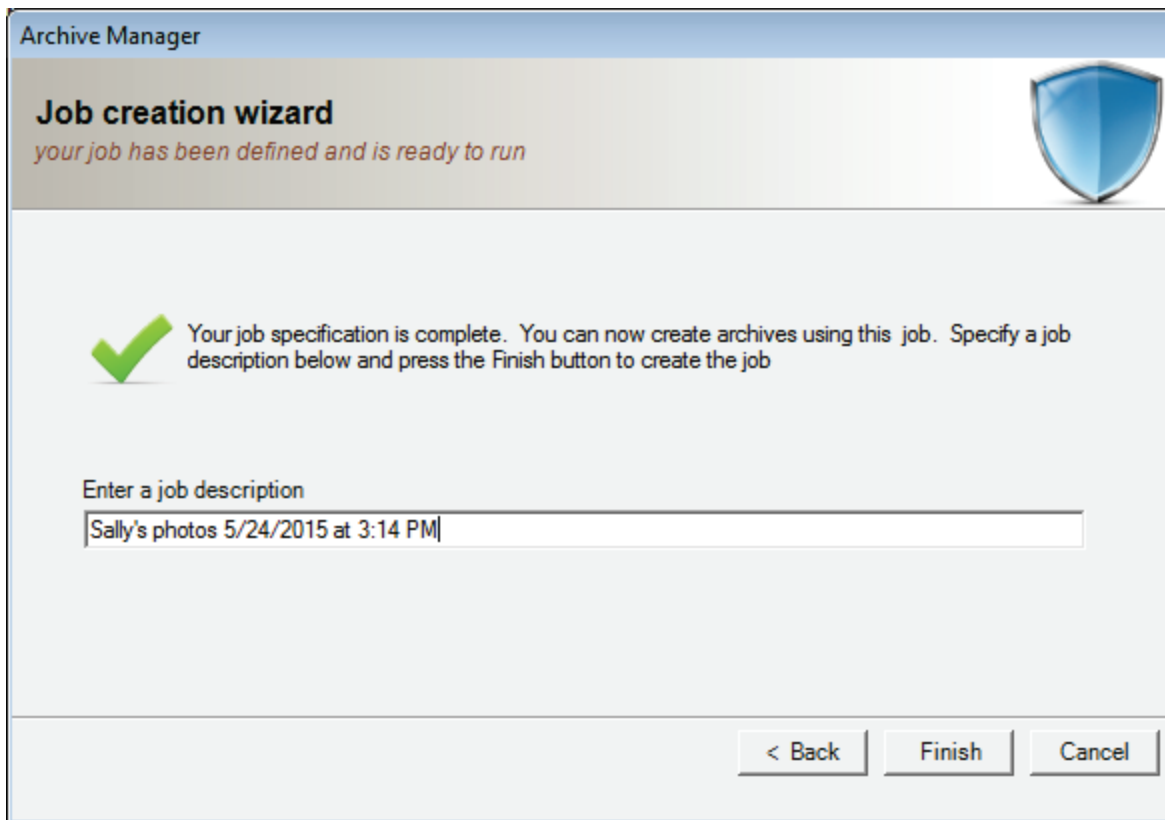 Archive Manager
Job creation wizard
your job has been defined and is ready to run
Your job specification is complete.  You can now create archives using this  job.  Specify a job
description below and press the Finish button to create the job
Enter a job description
Sally's photos 5/24/2015 at 3:14 PM
< Back
Finish
Cancel